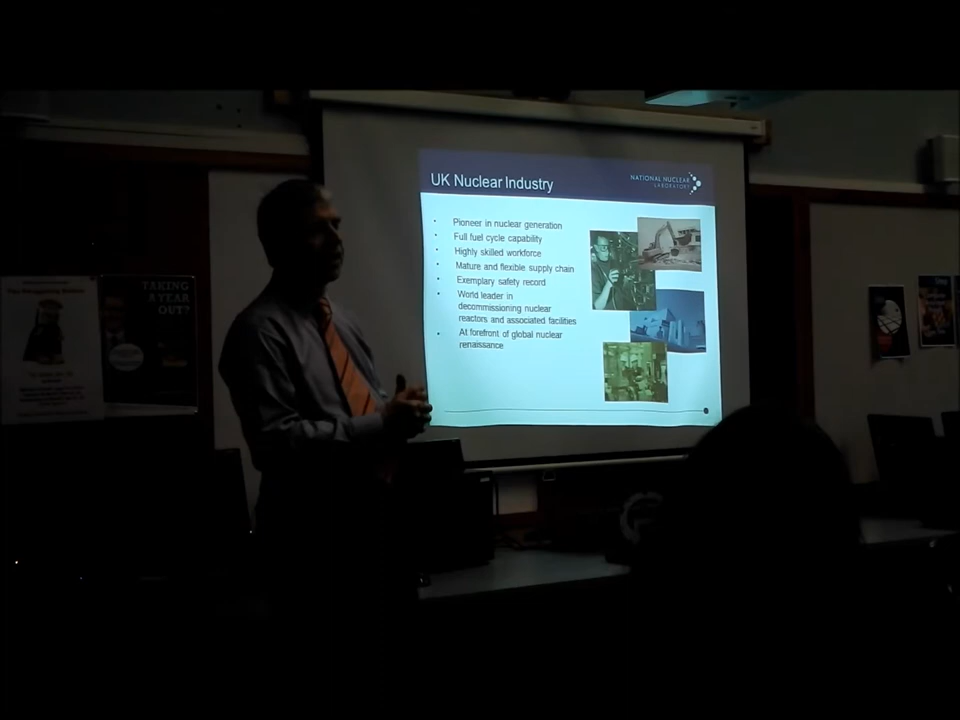 UK Nuclear Industry
NATIONAL NUCLEAR
LABORATORY
• Pioneer in nuclear generation
• Full fuel cycle capability
• Highly skilled workforce
• Mature and flexible supply chain
• Exemplary safety record
• World leader in
decommissioning nuclear
reactors and associated facilities
• At forefront of global nuclear
renaissance
TAKING
A YEAR
OUT?